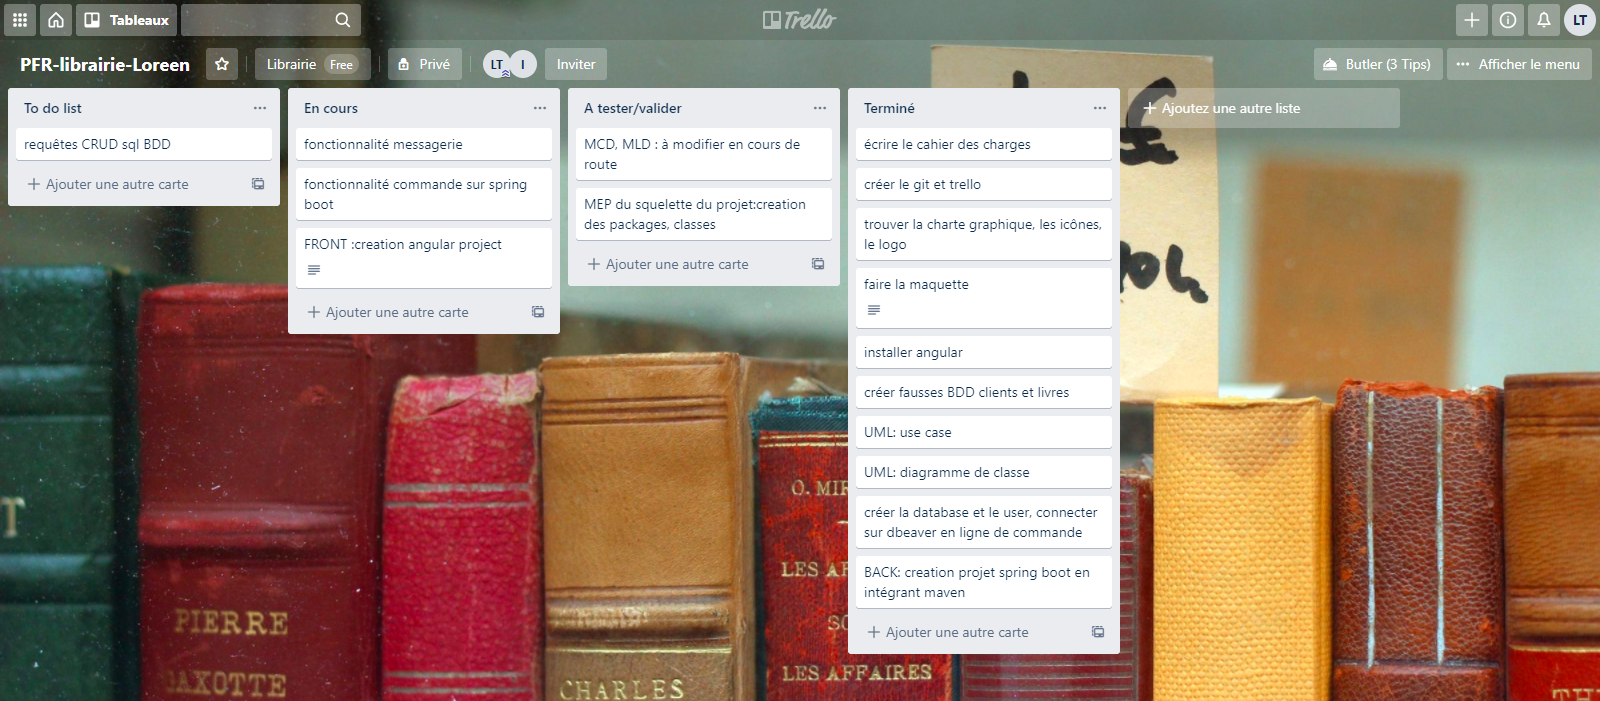 Tableaux
Trello
LT
PFR-librairie-Loreen
Librairie Free
Privé
LT
I
Inviter
Butler (3 Tips)
Afficher le menu
To do list
requêtes CRUD sql BDD
Ajouter une autre carte
En cours
fonctionnalité messagerie
fonctionnalité commande sur spring
boot
FRONT :creation angular project
Ajouter une autre carte
A tester/valider
MCD, MLD : à modifier en cours de
route
MEP du squelette du projet:creation
des packages, classes
Ajouter une autre carte
Terminé
écrire le cahier des charges
créer le git et trello
trouver la charte graphique, les icônes,
le logo
faire la maquette
installer angular
créer fausses BDD clients et livres
UML: use case
UML: diagramme de classe
créer la database et le user, connecter
sur dbeaver en ligne de commande
BACK: creation projet spring boot en
intégrant maven
Ajouter une autre carte
Ajoutez une autre liste
PIERRE
CHARLES
LES AFFAIRES